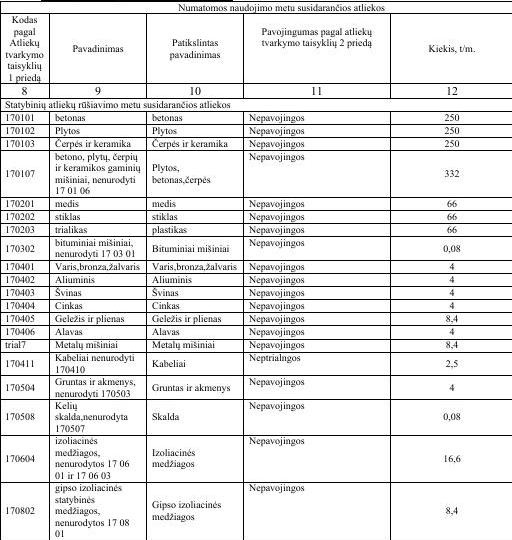 Numatomos naudojimo metu susidarančios atliekos
Kodas pagal Atliekų tvarkymo taisyklių 1 priedą
Pavadinimas
Patikslintas pavadinimas
Pavojingumas pagal atliekų tvarkymo taisyklių 2 priedą
Kiekis, t/m.
8 9 10 11 12
Statybinių atliekų rūšiavimo metu susidarančios atliekos
170101 betonas betonas Nepavojingos 250
170102 Plytos Plytos Nepavojingos 250
170103 Čerpės ir keramika Čerpės ir keramika Nepavojingos 250
170107 betono, plytų, čerpių ir keramikos gaminių mišiniai, nenurodyti 17 01 06 Plytos, betonas,čerpės Nepavojingos 332
170201 medis medis Nepavojingos 66
170202 stiklas stiklas Nepavojingos 66
170203 trialikas plastikas Nepavojingos 66
170302 bituminiai mišiniai, nenurodyti 17 03 01 Bituminiai mišiniai Nepavojingos 0,08
170401 Varis,bronza,žalvaris Varis,bronza,žalvaris Nepavojingos 4
170402 Aliuminis Aliuminis Nepavojingos 4
170403 Švinas Švinas Nepavojingos 4
170404 Cinkas Cinkas Nepavojingos 4
170405 Geležis ir plienas Geležis ir plienas Nepavojingos 8,4
170406 Alavas Alavas Nepavojingos 4
trial7 Metalų mišiniai Metalų mišiniai Nepavojingos 8,4
170411 Kabeliai nenurodyti 170410 Kabeliai Neptrialngos 2,5
170504 Gruntas ir akmenys, nenurodyti 170503 Gruntas ir akmenys Nepavojingos 4
170508 Kelių skalda,nenurodyta 170507 Skalda Nepavojingos 0,08
170604 izoliacinės medžiagos, nenurodytos 17 06 01 ir 17 06 03 Izoliacinės medžiagos Nepavojingos 16,6
170802 gipso izoliacinės statybinės medžiagos, nenurodytos 17 08 01 Gipso izoliacinės medžiagos Nepavojingos 8,4